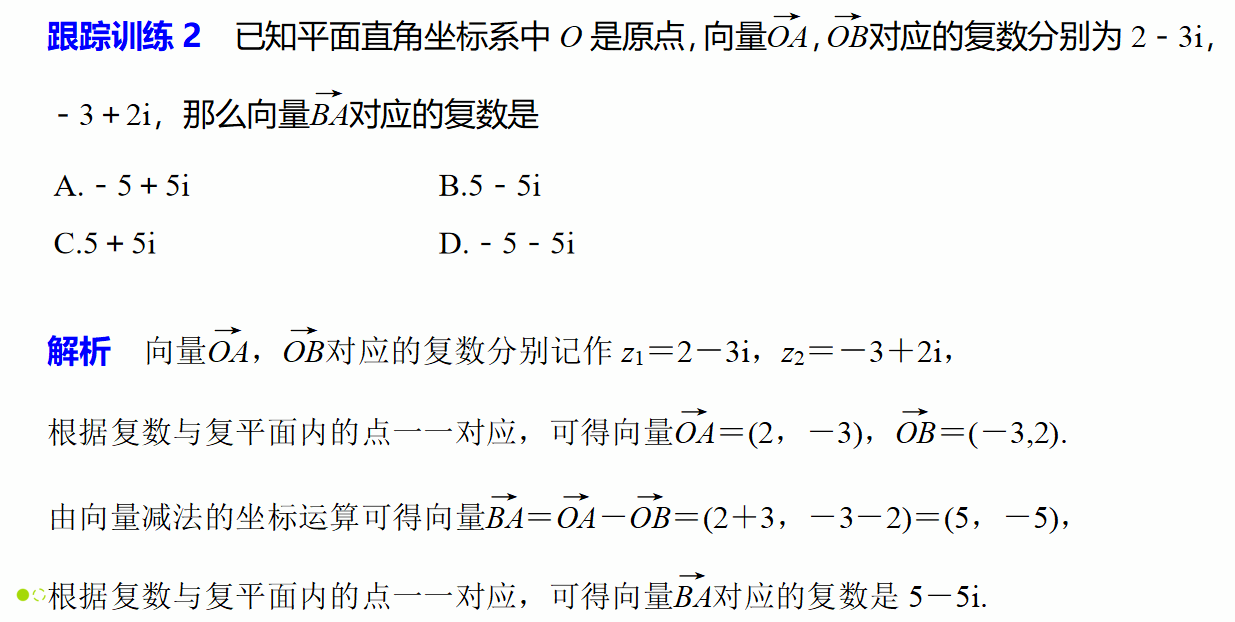 跟踪训练 2 已知平面直角坐标系中 O 是原点，向量$\overrightarrow{OA}$，$\overrightarrow{OB}$对应的复数分别为 2－3i，
－3＋2i，那么向量$\overrightarrow{BA}$对应的复数是
A.－5＋5i B.5－5i
C.5＋5i D.－5－5i
解析 向量$\overrightarrow{OA}$，$\overrightarrow{OB}$对应的复数分别记作 z₁＝2－3i，z₂＝－3＋2i，
根据复数与复平面内的点一一对应，可得向量$\overrightarrow{OA}$＝(2，－3)，$\overrightarrow{OB}$＝(－3,2).
由向量减法的坐标运算可得向量$\overrightarrow{BA}$＝$\overrightarrow{OA}$－$\overrightarrow{OB}$＝(2＋3，－3－2)＝(5，－5)，
根据复数与复平面内的点一一对应，可得向量$\overrightarrow{BA}$对应的复数是 5－5i.